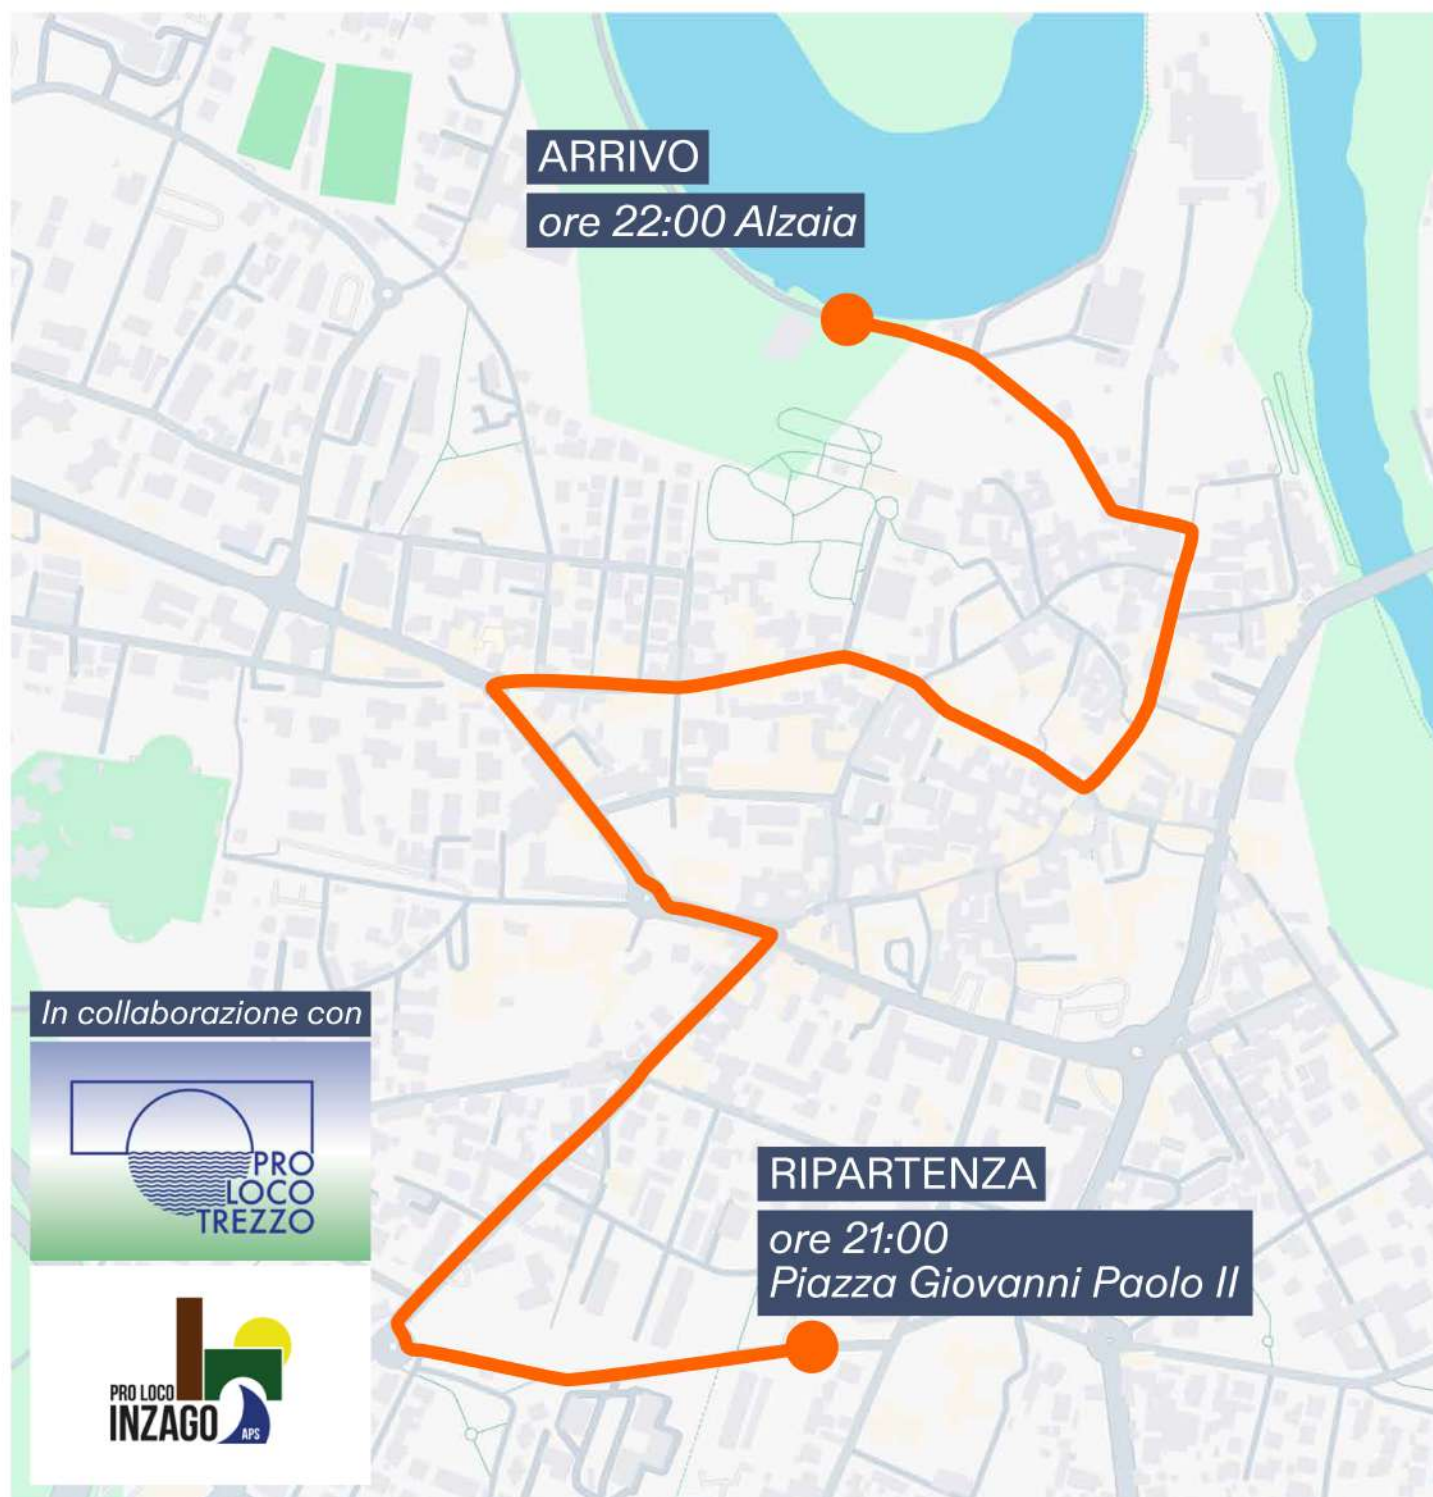 ARRIVO
ore 22:00 Alzaia
In collaborazione con
PRO
LOCO
TREZZO
RIPARTENZA
ore 21:00
Piazza Giovanni Paolo II
PRO LOCO
INZAGO
APS